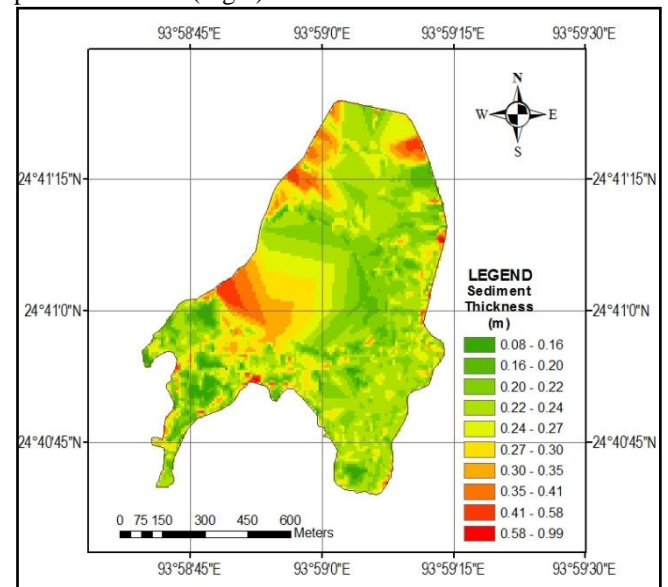 93°58'45"E 93°59'0"E 93°59'15"E 93°59'30"E
N
W E
S
24°41'15"N 24°41'15"N
24°41'0"N 24°41'0"N
24°40'45"N 24°40'45"N
LEGEND
Sediment
Thickness
(m)
0.08 - 0.16
0.16 - 0.20
0.20 - 0.22
0.22 - 0.24
0.24 - 0.27
0.27 - 0.30
0.30 - 0.35
0.35 - 0.41
0.41 - 0.58
0.58 - 0.99
0 75 150 300 450 600
Meters
93°58'45"E 93°59'0"E 93°59'15"E 93°59'30"E